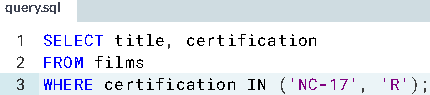 query.sql
1 SELECT title, certification
2 FROM films
3 WHERE certification IN ('NC-17', 'R');